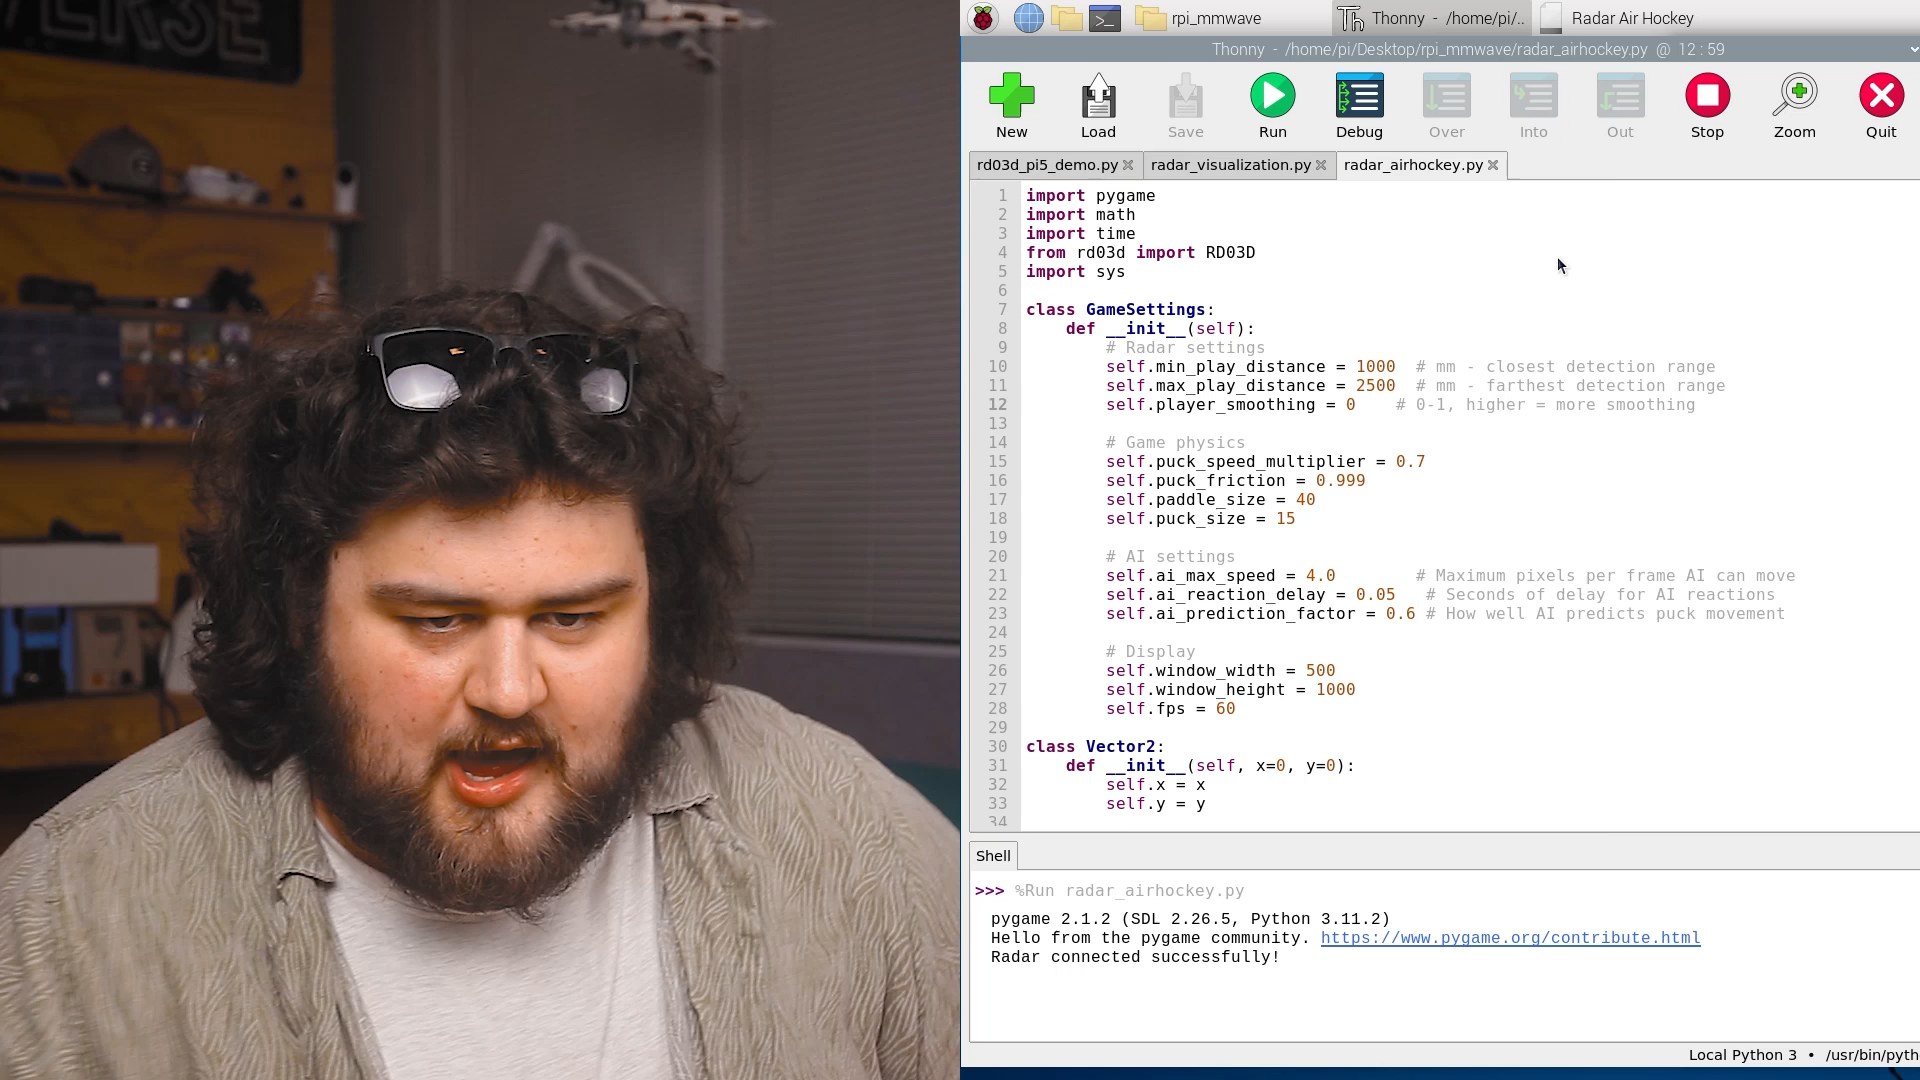 ERSE
rpi_mmwave
Thonny - /home/pi/..
Radar Air Hockey
Thonny - /home/pi/Desktop/rpi_mmwave/radar_airhockey.py @ 12 : 59
New Load Save Run Debug Over Into Out Stop Zoom Quit
rd03d_pi5_demo.py radar_visualization.py radar_airhockey.py
1 import pygame
2 import math
3 import time
4 from rd03d import RD03D
5 import sys
6
7 class GameSettings:
8 def __init__(self):
9 # Radar settings
10 self.min_play_distance = 1000 # mm - closest detection range
11 self.max_play_distance = 2500 # mm - farthest detection range
12 self.player_smoothing = 0 # 0-1, higher = more smoothing
13
14 # Game physics
15 self.puck_speed_multiplier = 0.7
16 self.puck_friction = 0.999
17 self.paddle_size = 40
18 self.puck_size = 15
19
20 # AI settings
21 self.ai_max_speed = 4.0 # Maximum pixels per frame AI can move
22 self.ai_reaction_delay = 0.05 # Seconds of delay for AI reactions
23 self.ai_prediction_factor = 0.6 # How well AI predicts puck movement
24
25 # Display
26 self.window_width = 500
27 self.window_height = 1000
28 self.fps = 60
29
30 class Vector2:
31 def __init__(self, x=0, y=0):
32 self.x = x
33 self.y = y
34
Shell
>>> %Run radar_airhockey.py
pygame 2.1.2 (SDL 2.26.5, Python 3.11.2)
Hello from the pygame community. https://www.pygame.org/contribute.html
Radar connected successfully!
Local Python 3 • /usr/bin/pyth